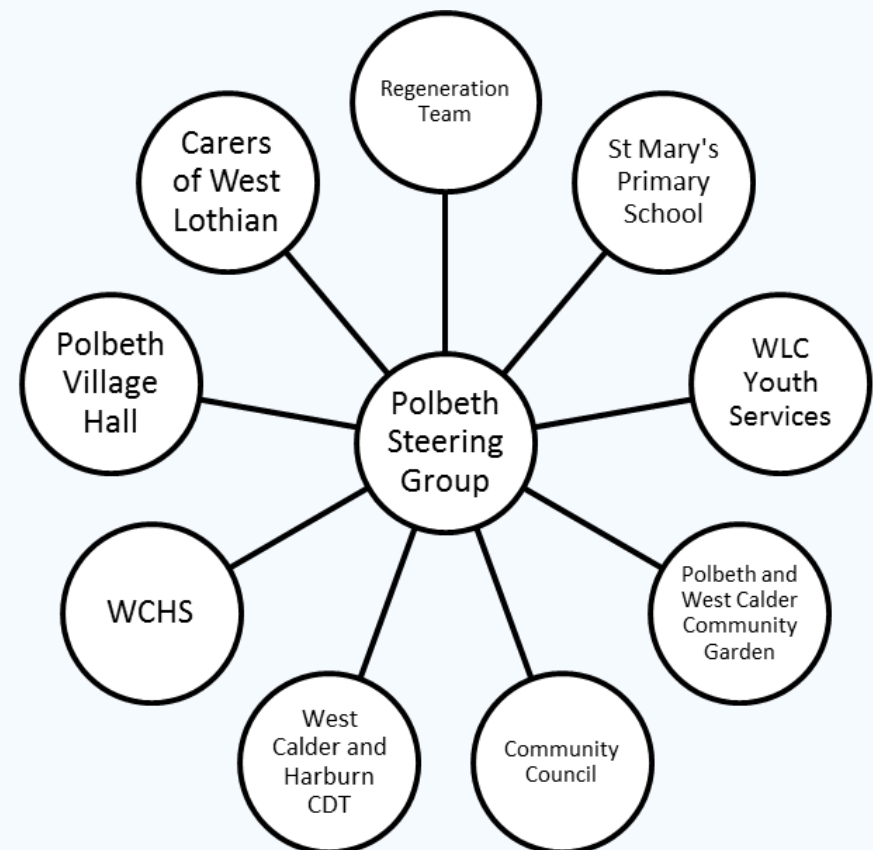 Regeneration
Team
Carers
of West
Lothian
St Mary's
Primary
School
Polbeth
Village
Hall
WLC
Youth
Services
Polbeth
Steering
Group
WCHS
Polbeth and
West Calder
Community
Garden
West
Calder and
Harburn
CDT
Community
Council